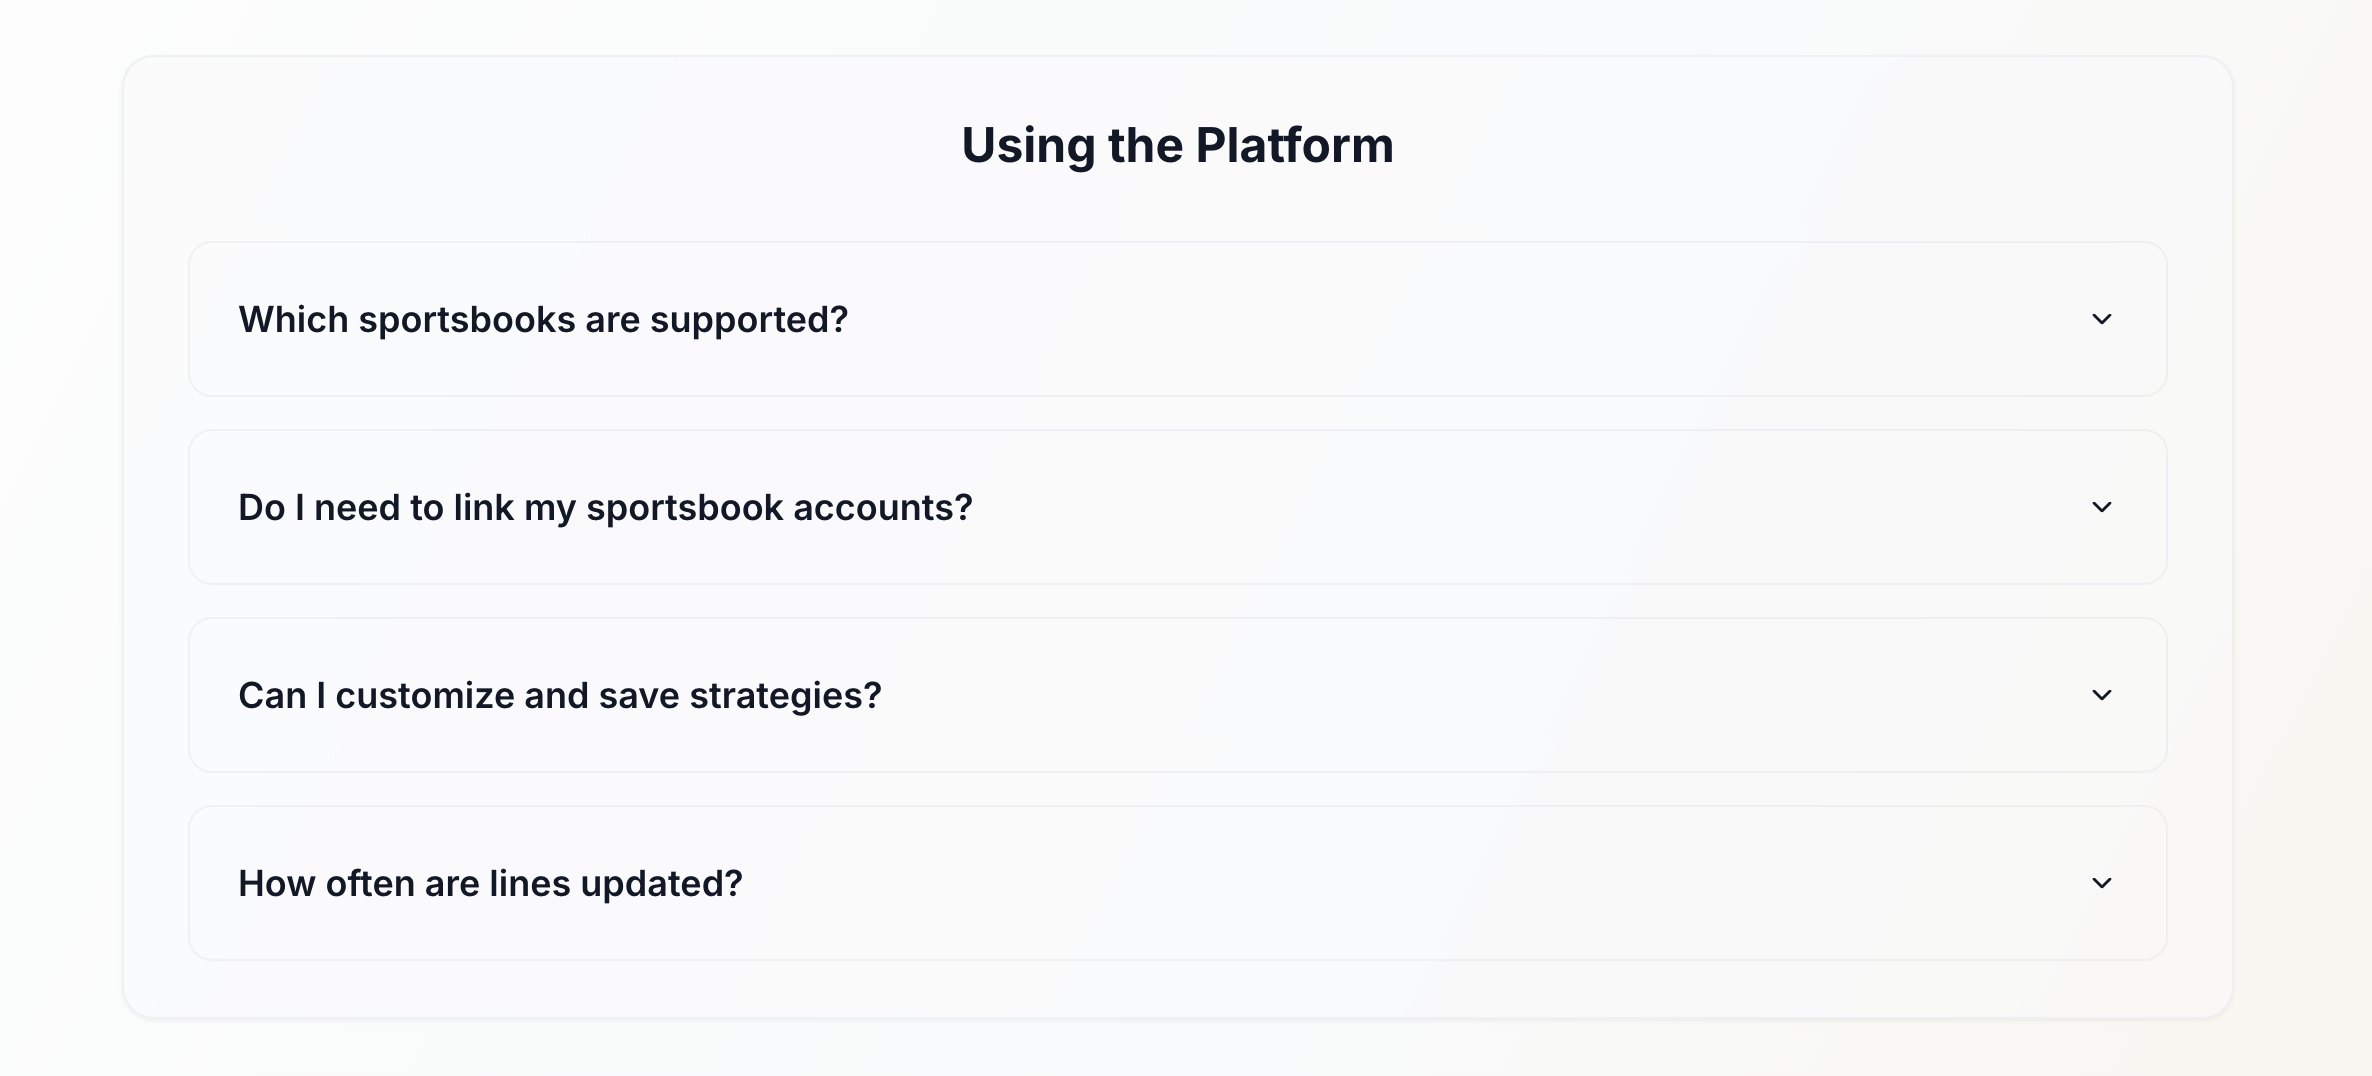 Using the Platform
Which sportsbooks are supported?
Do I need to link my sportsbook accounts?
Can I customize and save strategies?
How often are lines updated?